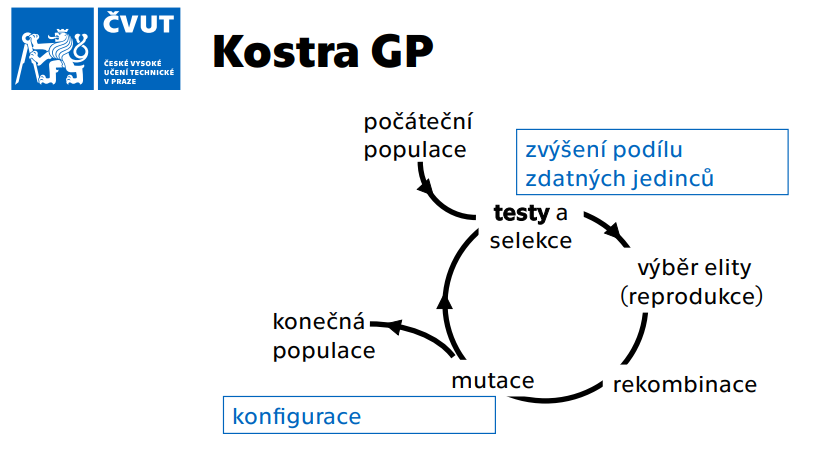 ČVUT
ČESKÉ VYSOKÉ
UČENÍ TECHNICKÉ
V PRAZE
Kostra GP
počáteční
populace
zvýšení podílu
zdatných jedinců
testy a
selekce
výběr elity
(reprodukce)
konečná
populace
mutace
rekombinace
konfigurace